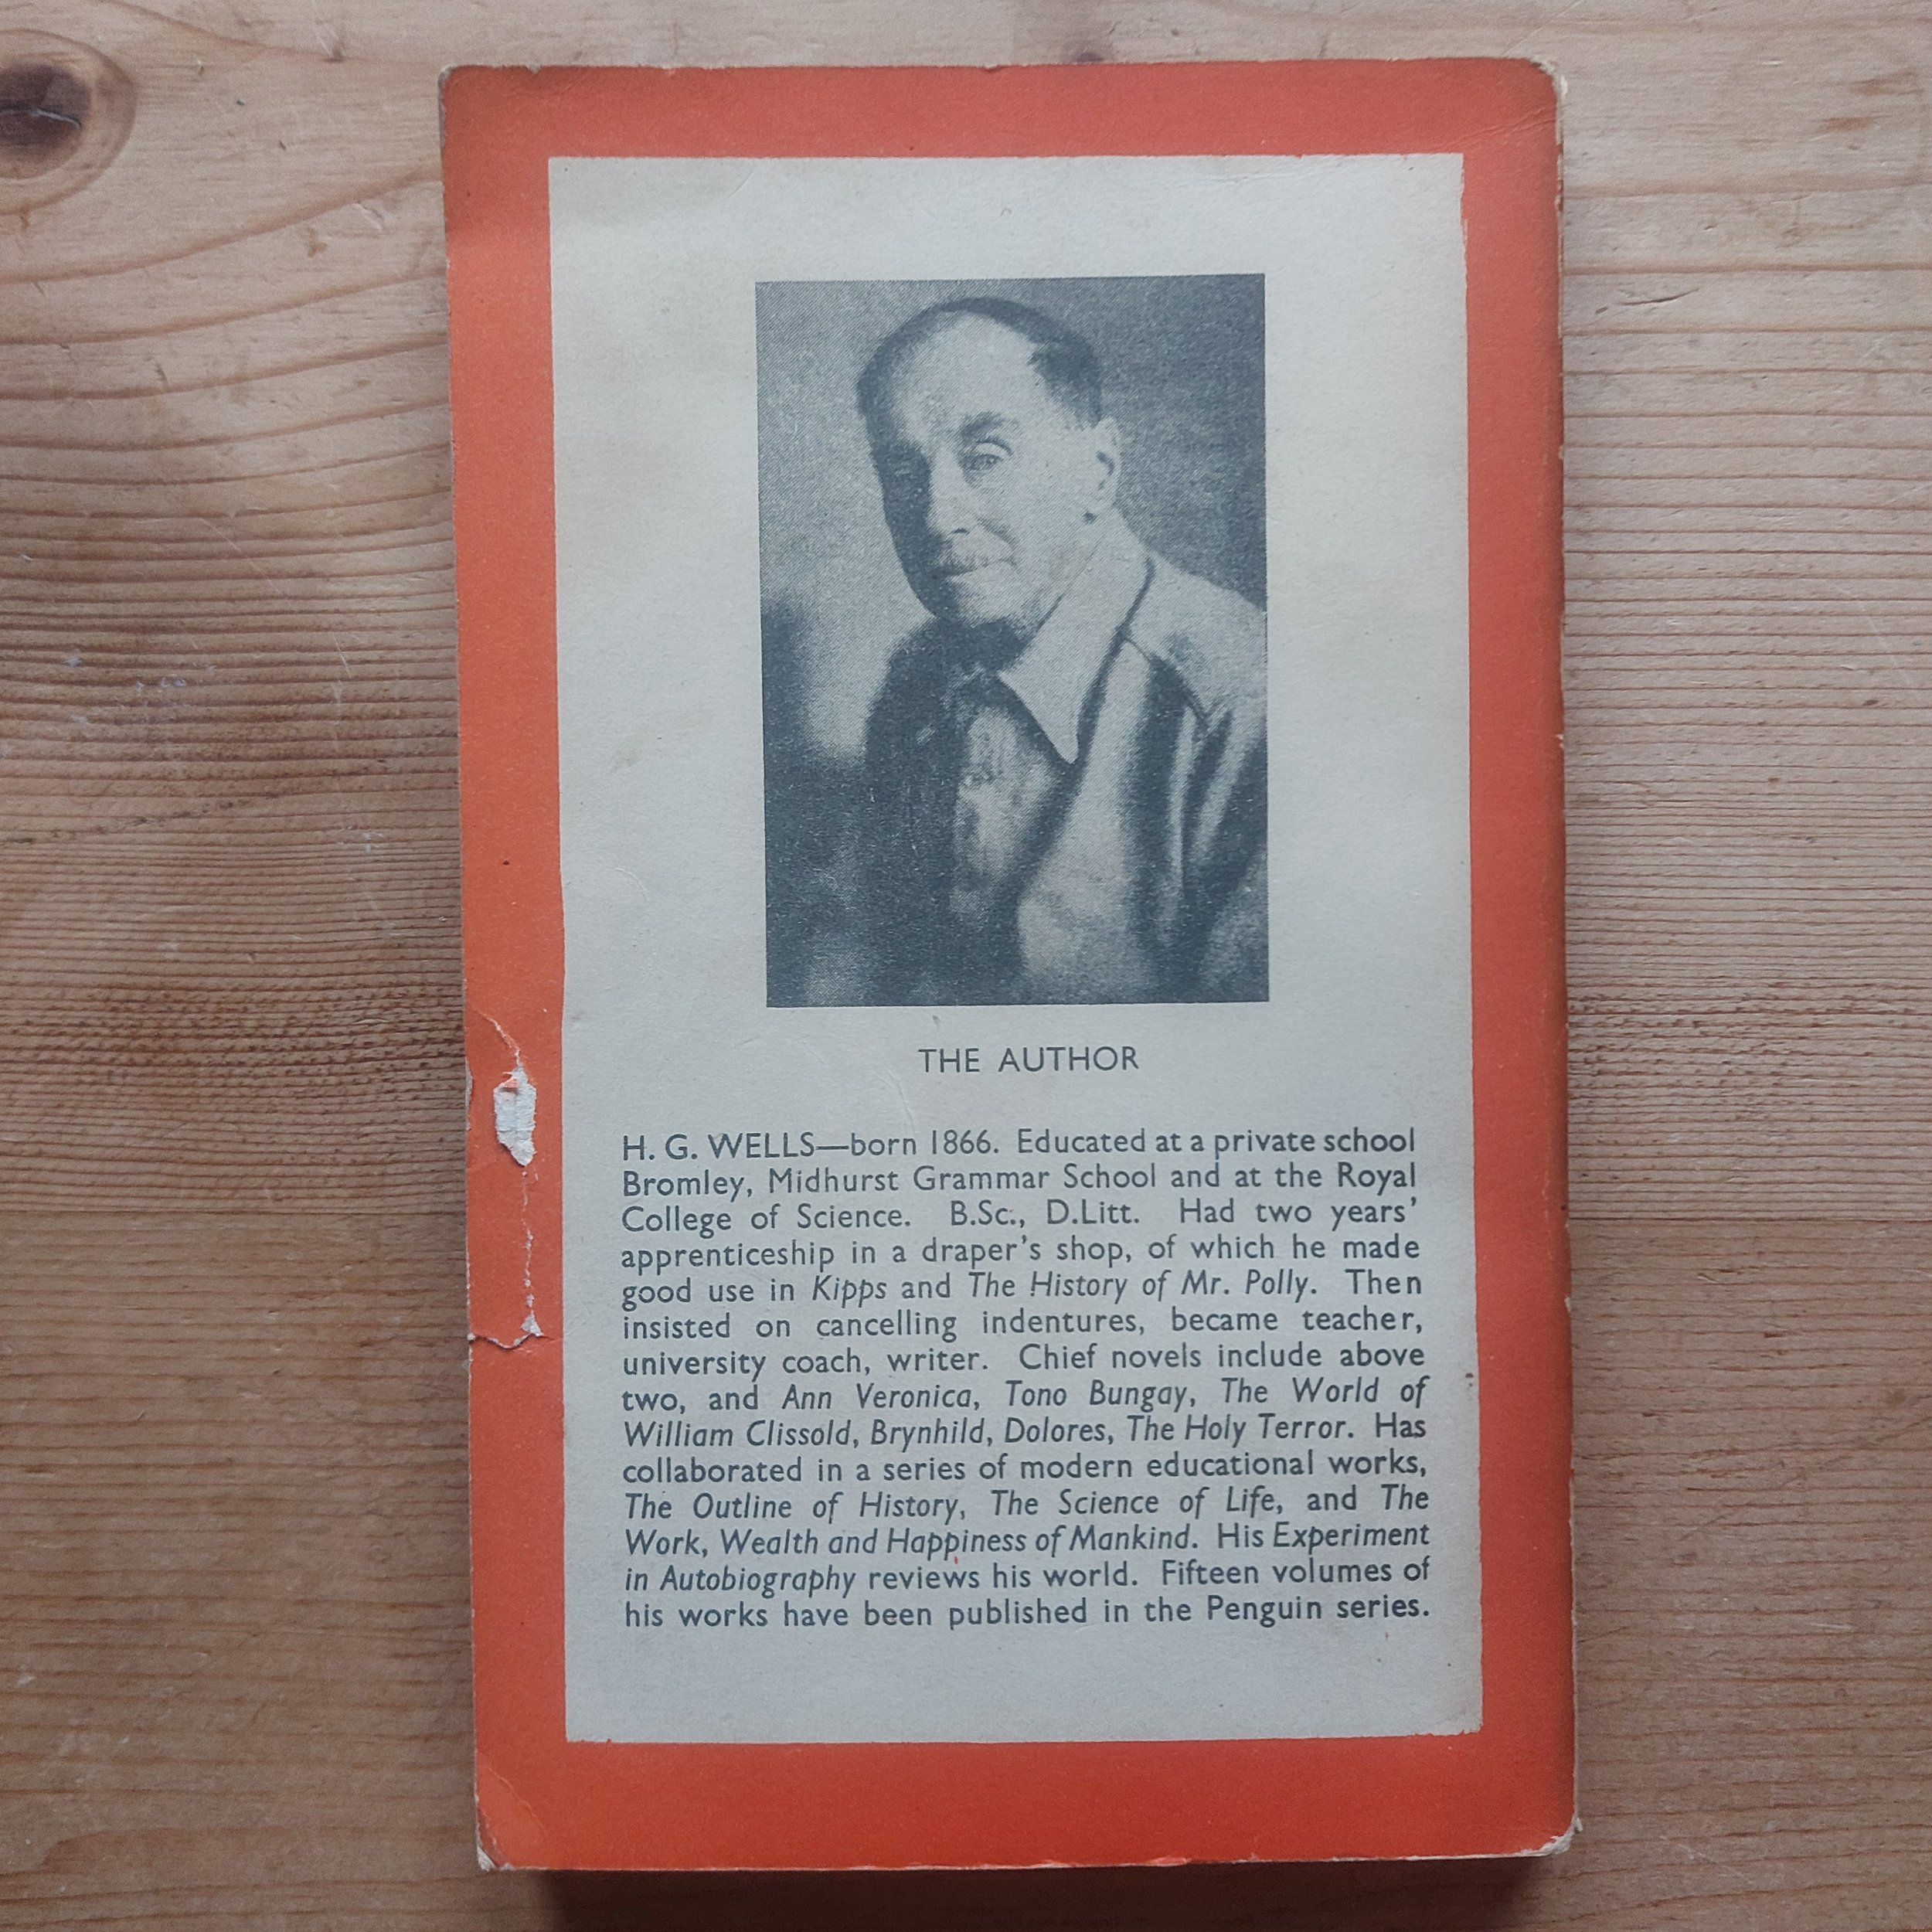 THE AUTHOR
H. G. WELLS—born 1866. Educated at a private school
Bromley, Midhurst Grammar School and at the Royal
College of Science. B.Sc., D.Litt. Had two years’
apprenticeship in a draper’s shop, of which he made
good use in Kipps and The History of Mr. Polly. Then
insisted on cancelling indentures, became teacher,
university coach, writer. Chief novels include above
two, and Ann Veronica, Tono Bungay, The World of
William Clissold, Brynhild, Dolores, The Holy Terror. Has
collaborated in a series of modern educational works,
The Outline of History, The Science of Life, and The
Work, Wealth and Happiness of Mankind. His Experiment
in Autobiography reviews his world. Fifteen volumes of
his works have been published in the Penguin series.